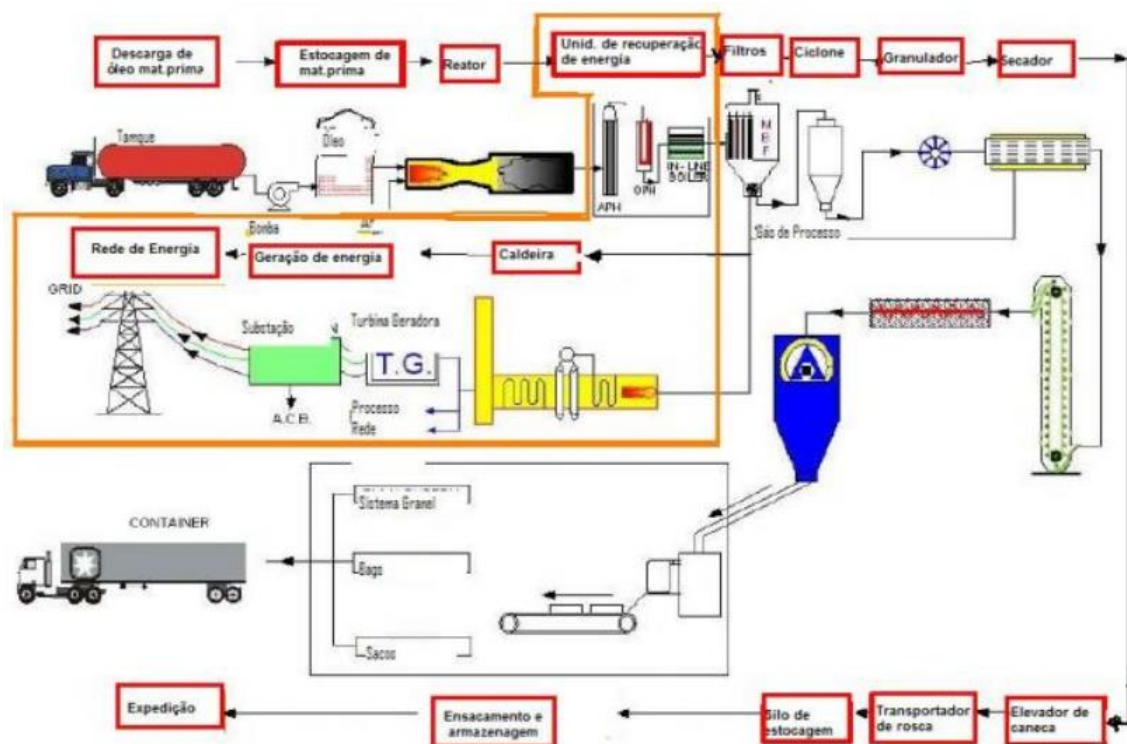 Descarga de
óleo mat.prima
Estocagem de
mat.prima
Reator
Unid. de recuperação
de energia
Filtros
Ciclone
Granulador
Secador
Tanque
Óleo
Bomba
APH
OPH
IN-LINE
BOILER
MBF
Gás de Processo
Rede de Energia
Geração de energia
Caldeira
GRID
Substação
Turbina Geradora
T.G.
A.C.B.
Processo
Rede
CONTAINER
Sistema Granel
Bags
Sacos
Expedição
Ensacamento e
armazenagem
Silo de
estocagem
Transportador
de rosca
Elevador de
caneca